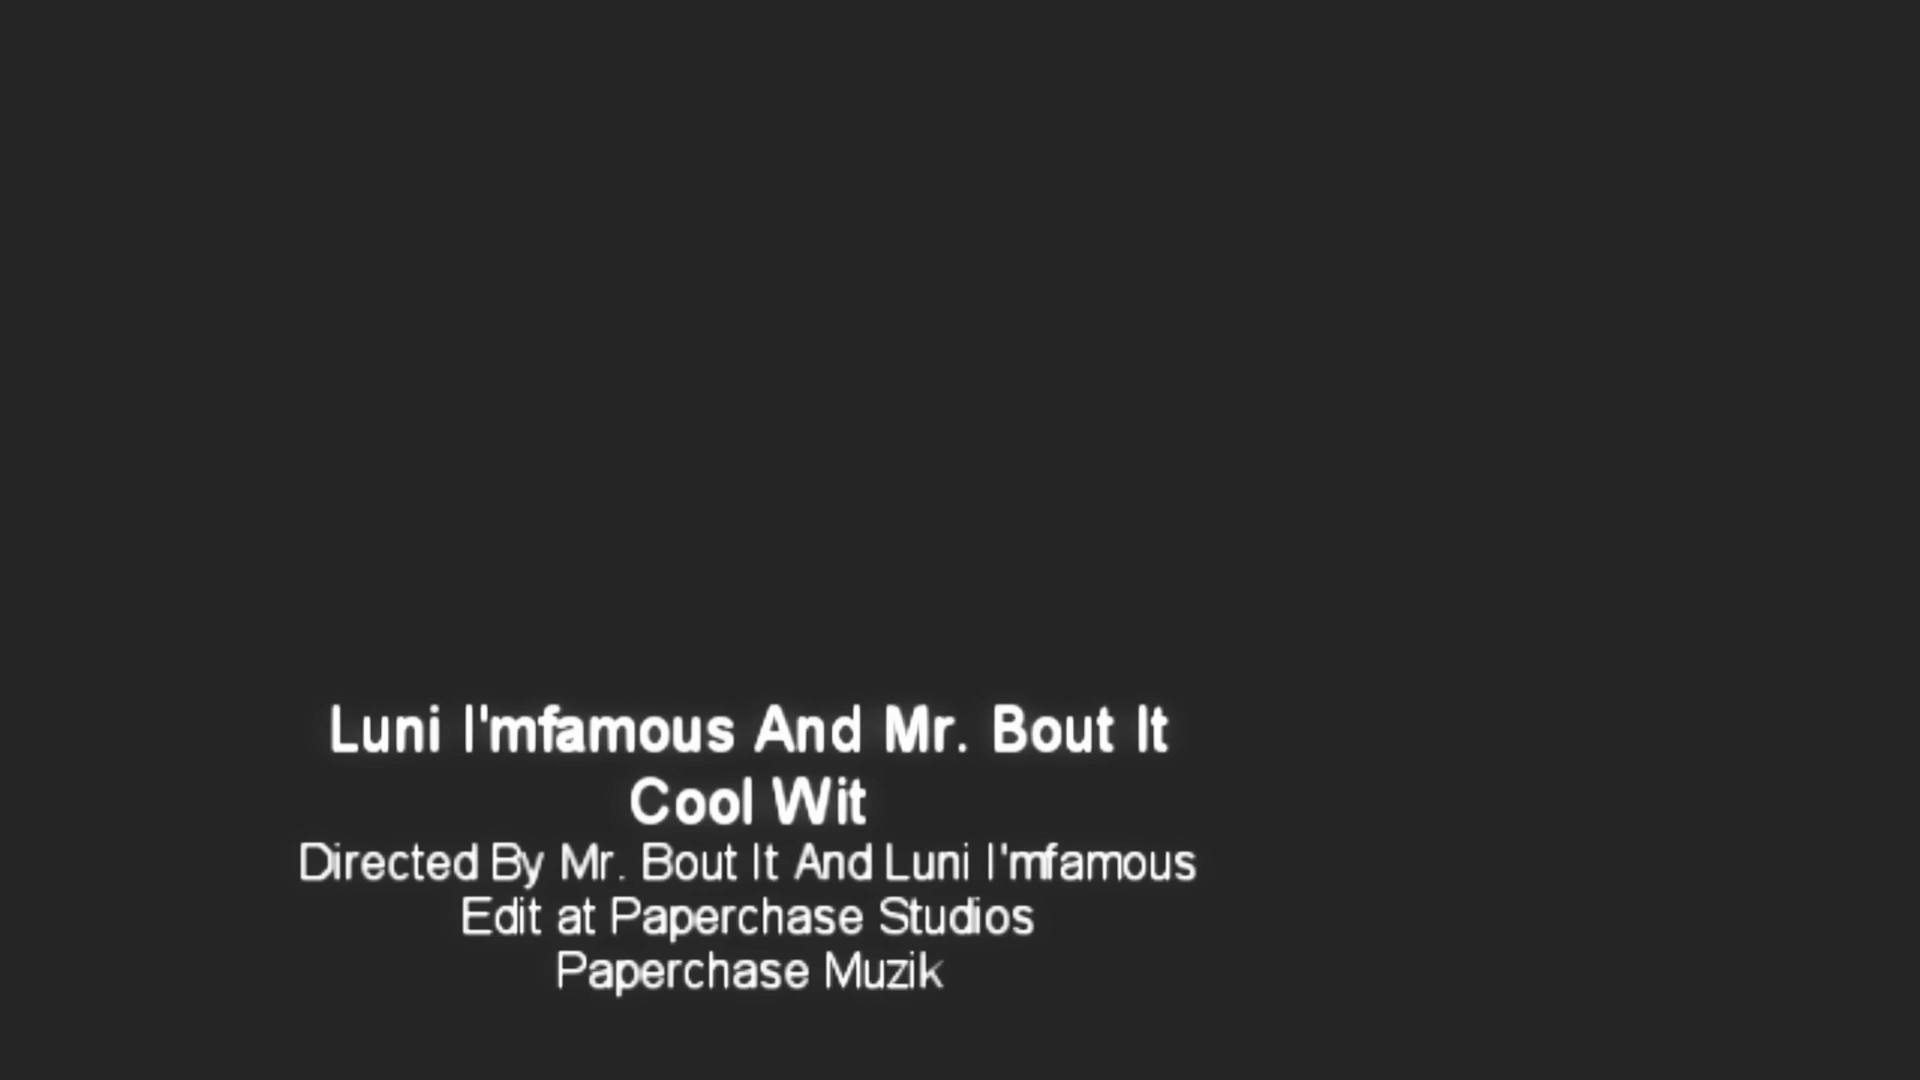 Luni I'mfamous And Mr. Bout It
Cool Wit
Directed By Mr. Bout It And Luni I'mfamous
Edit at Paperchase Studios
Paperchase Muzik